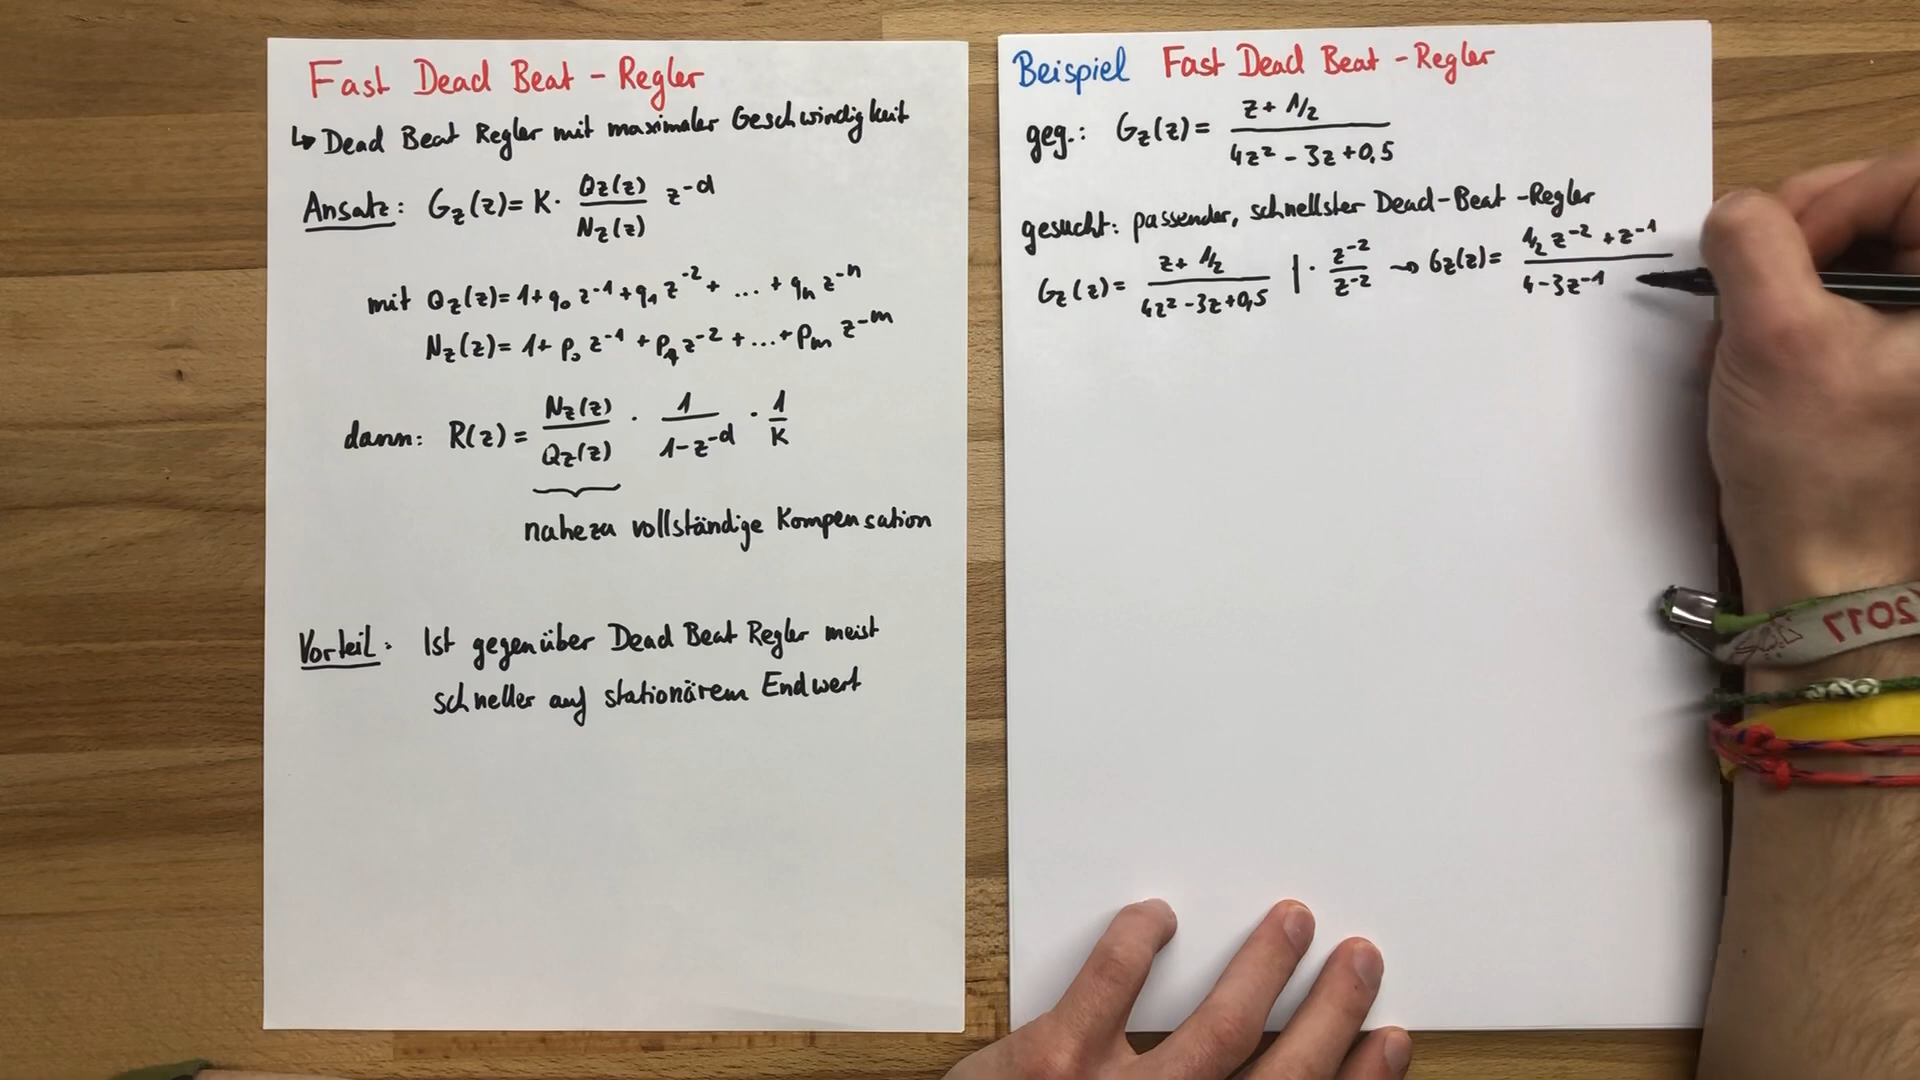 Fast Dead Beat - Regler
↳ Dead Beat Regler mit maximaler Geschwindigkeit
Ansatz: Gz(z) = K · Qz(z)/Nz(z) z^-d
mit Qz(z) = 1 + q₀ z^-1 + q₁ z^-2 + ... + qₙ z^-n
Nz(z) = 1 + p₀ z^-1 + p₁ z^-2 + ... + pₘ z^-m
dann: R(z) = Nz(z)/Qz(z) · 1/(1-z^-d) · 1/K
nahezu vollständige Kompensation
Vorteil: Ist gegenüber Dead Beat Regler meist
schneller auf stationärem Endwert
Beispiel Fast Dead Beat - Regler
geg.: Gz(z) = (z + 1/2)/(4z² - 3z + 0,5)
gesucht: passender, schnellster Dead-Beat-Regler
Gz(z) = (z + 1/2)/(4z² - 3z + 0,5) | · z^-2/z^-2 → Gz(z) = (1/2 z^-2 + z^-1)/(4 - 3z^-1
2017